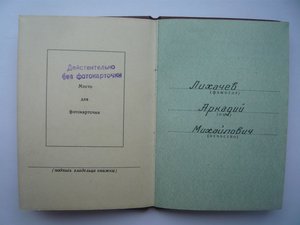 Действительно
без фотокарточки
Место
для
фотокарточки
(подпись владельца книжки)
Лихачев
(фамилия)
Аркадий
(имя)
Михайлович
(отчество)